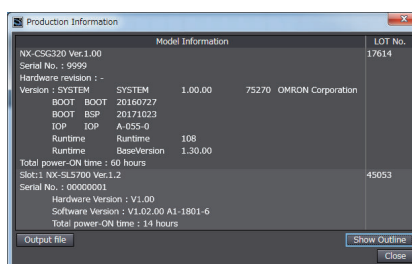 Production Information
Model Information LOT No.
NX-CSG320 Ver.1.00 17614
Serial No. : 9999
Hardware revision : -
Version : SYSTEM SYSTEM 1.00.00 75270 OMRON Corporation
BOOT BOOT 20160727
BOOT BSP 20171023
IOP IOP A-055-0
Runtime Runtime 108
Runtime BaseVersion 1.30.00
Total power-ON time : 60 hours
Slot:1 NX-SL5700 Ver.1.2 45053
Serial No. : 00000001
Hardware Version : V1.00
Software Version : V1.02.00 A1-1801-6
Total power-ON time : 14 hours
Output file Show Outline
Close